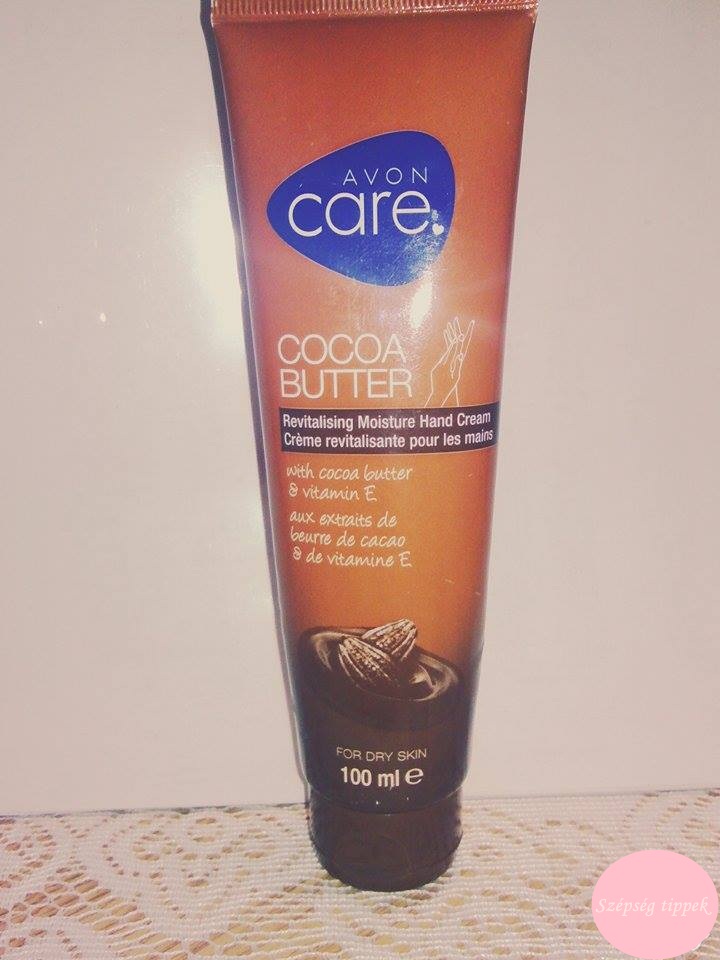 AVON
care
COCOA
BUTTER
Revitalising Moisture Hand Cream
Crème revitalisante pour les mains
with cocoa butter
& vitamin E
aux extraits de
beurre de cacao
& de vitamine E
FOR DRY SKIN
100 ml e
Szépség tippek